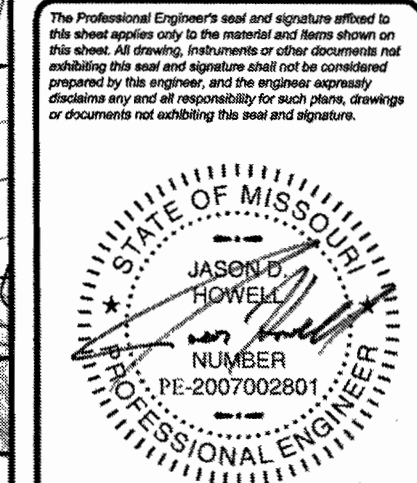 The Professional Engineer's seal and signature affixed to
this sheet applies only to the material and items shown on
this sheet. All drawing, instruments or other documents not
exhibiting this seal and signature shall not be considered
prepared by this engineer, and the engineer expressly
disclaims any and all responsibility for such plans, drawings
or documents not exhibiting this seal and signature.
STATE OF MISSOURI
JASON D.
HOWELL
NUMBER
PE-2007002801
PROFESSIONAL ENGINEER